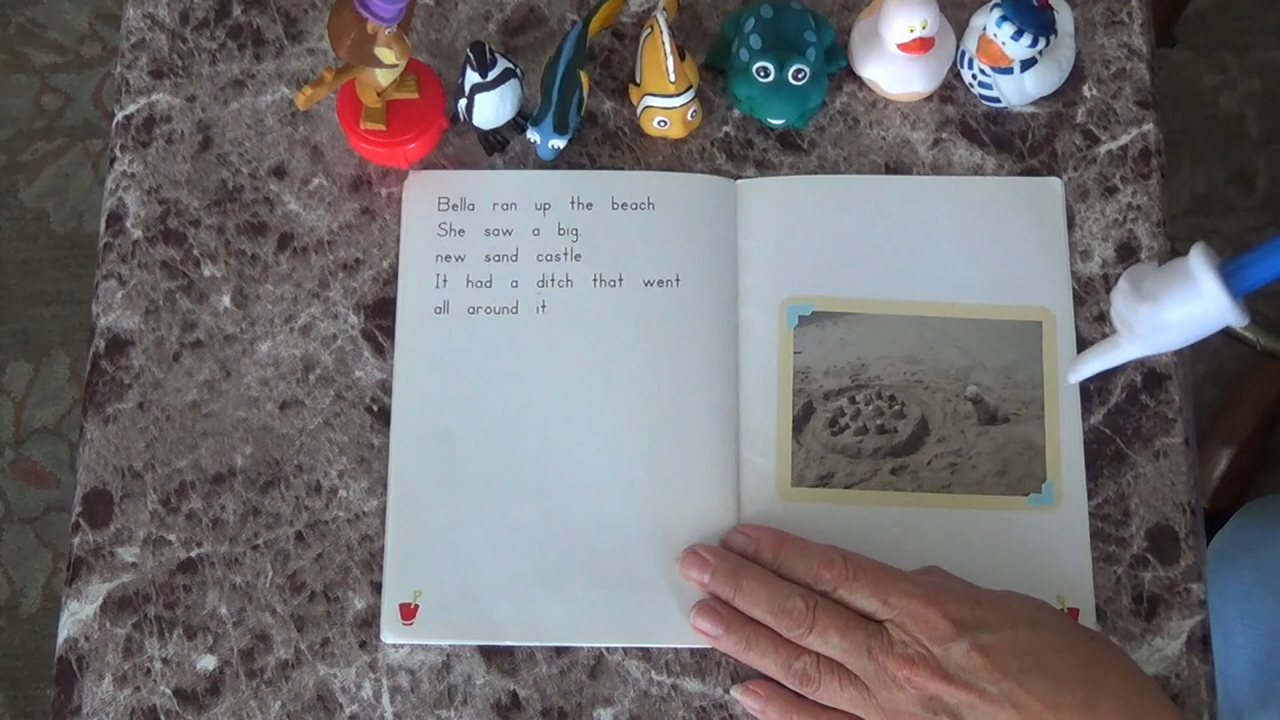 Bella ran up the beach
She saw a big,
new sand castle
It had a ditch that went
all around it.